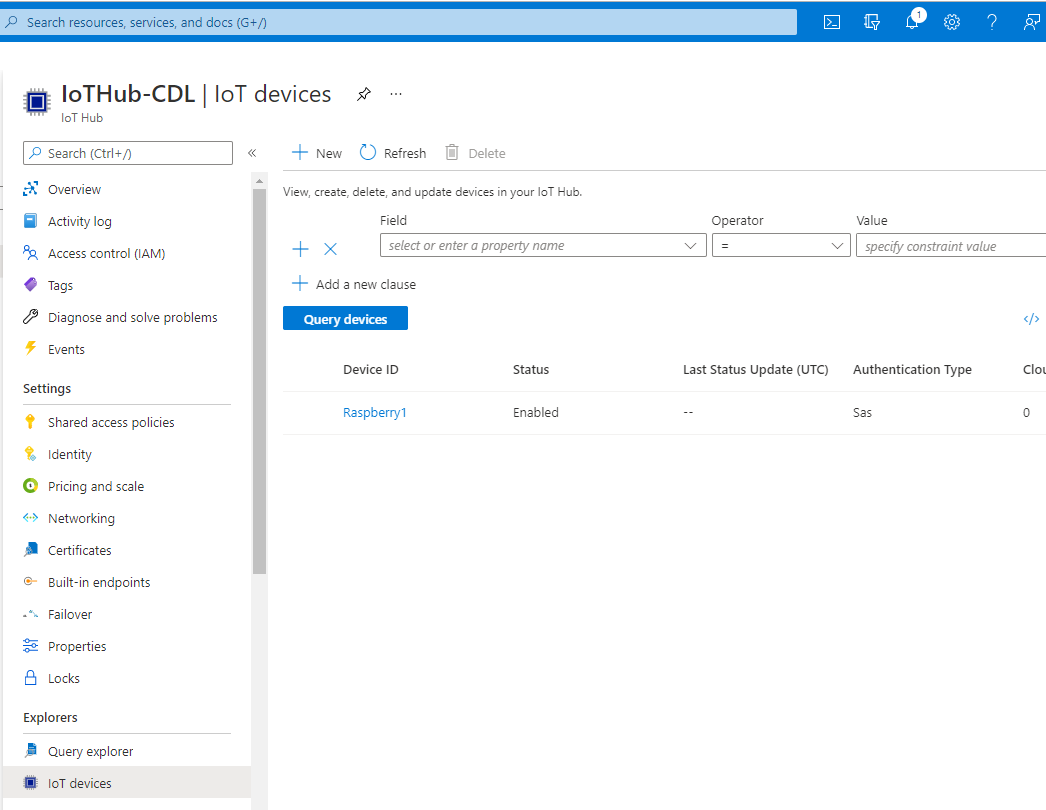 Search resources, services, and docs (G+/)
1
IoTHub-CDL | IoT devices
IoT Hub
Search (Ctrl+/)
Overview
Activity log
Access control (IAM)
Tags
Diagnose and solve problems
Events
Settings
Shared access policies
Identity
Pricing and scale
Networking
Certificates
Built-in endpoints
Failover
Properties
Locks
Explorers
Query explorer
IoT devices
New Refresh Delete
View, create, delete, and update devices in your IoT Hub.
Field Operator Value
select or enter a property name = specify constraint value
Add a new clause
Query devices
Device ID Status Last Status Update (UTC) Authentication Type Clou
Raspberry1 Enabled -- Sas 0